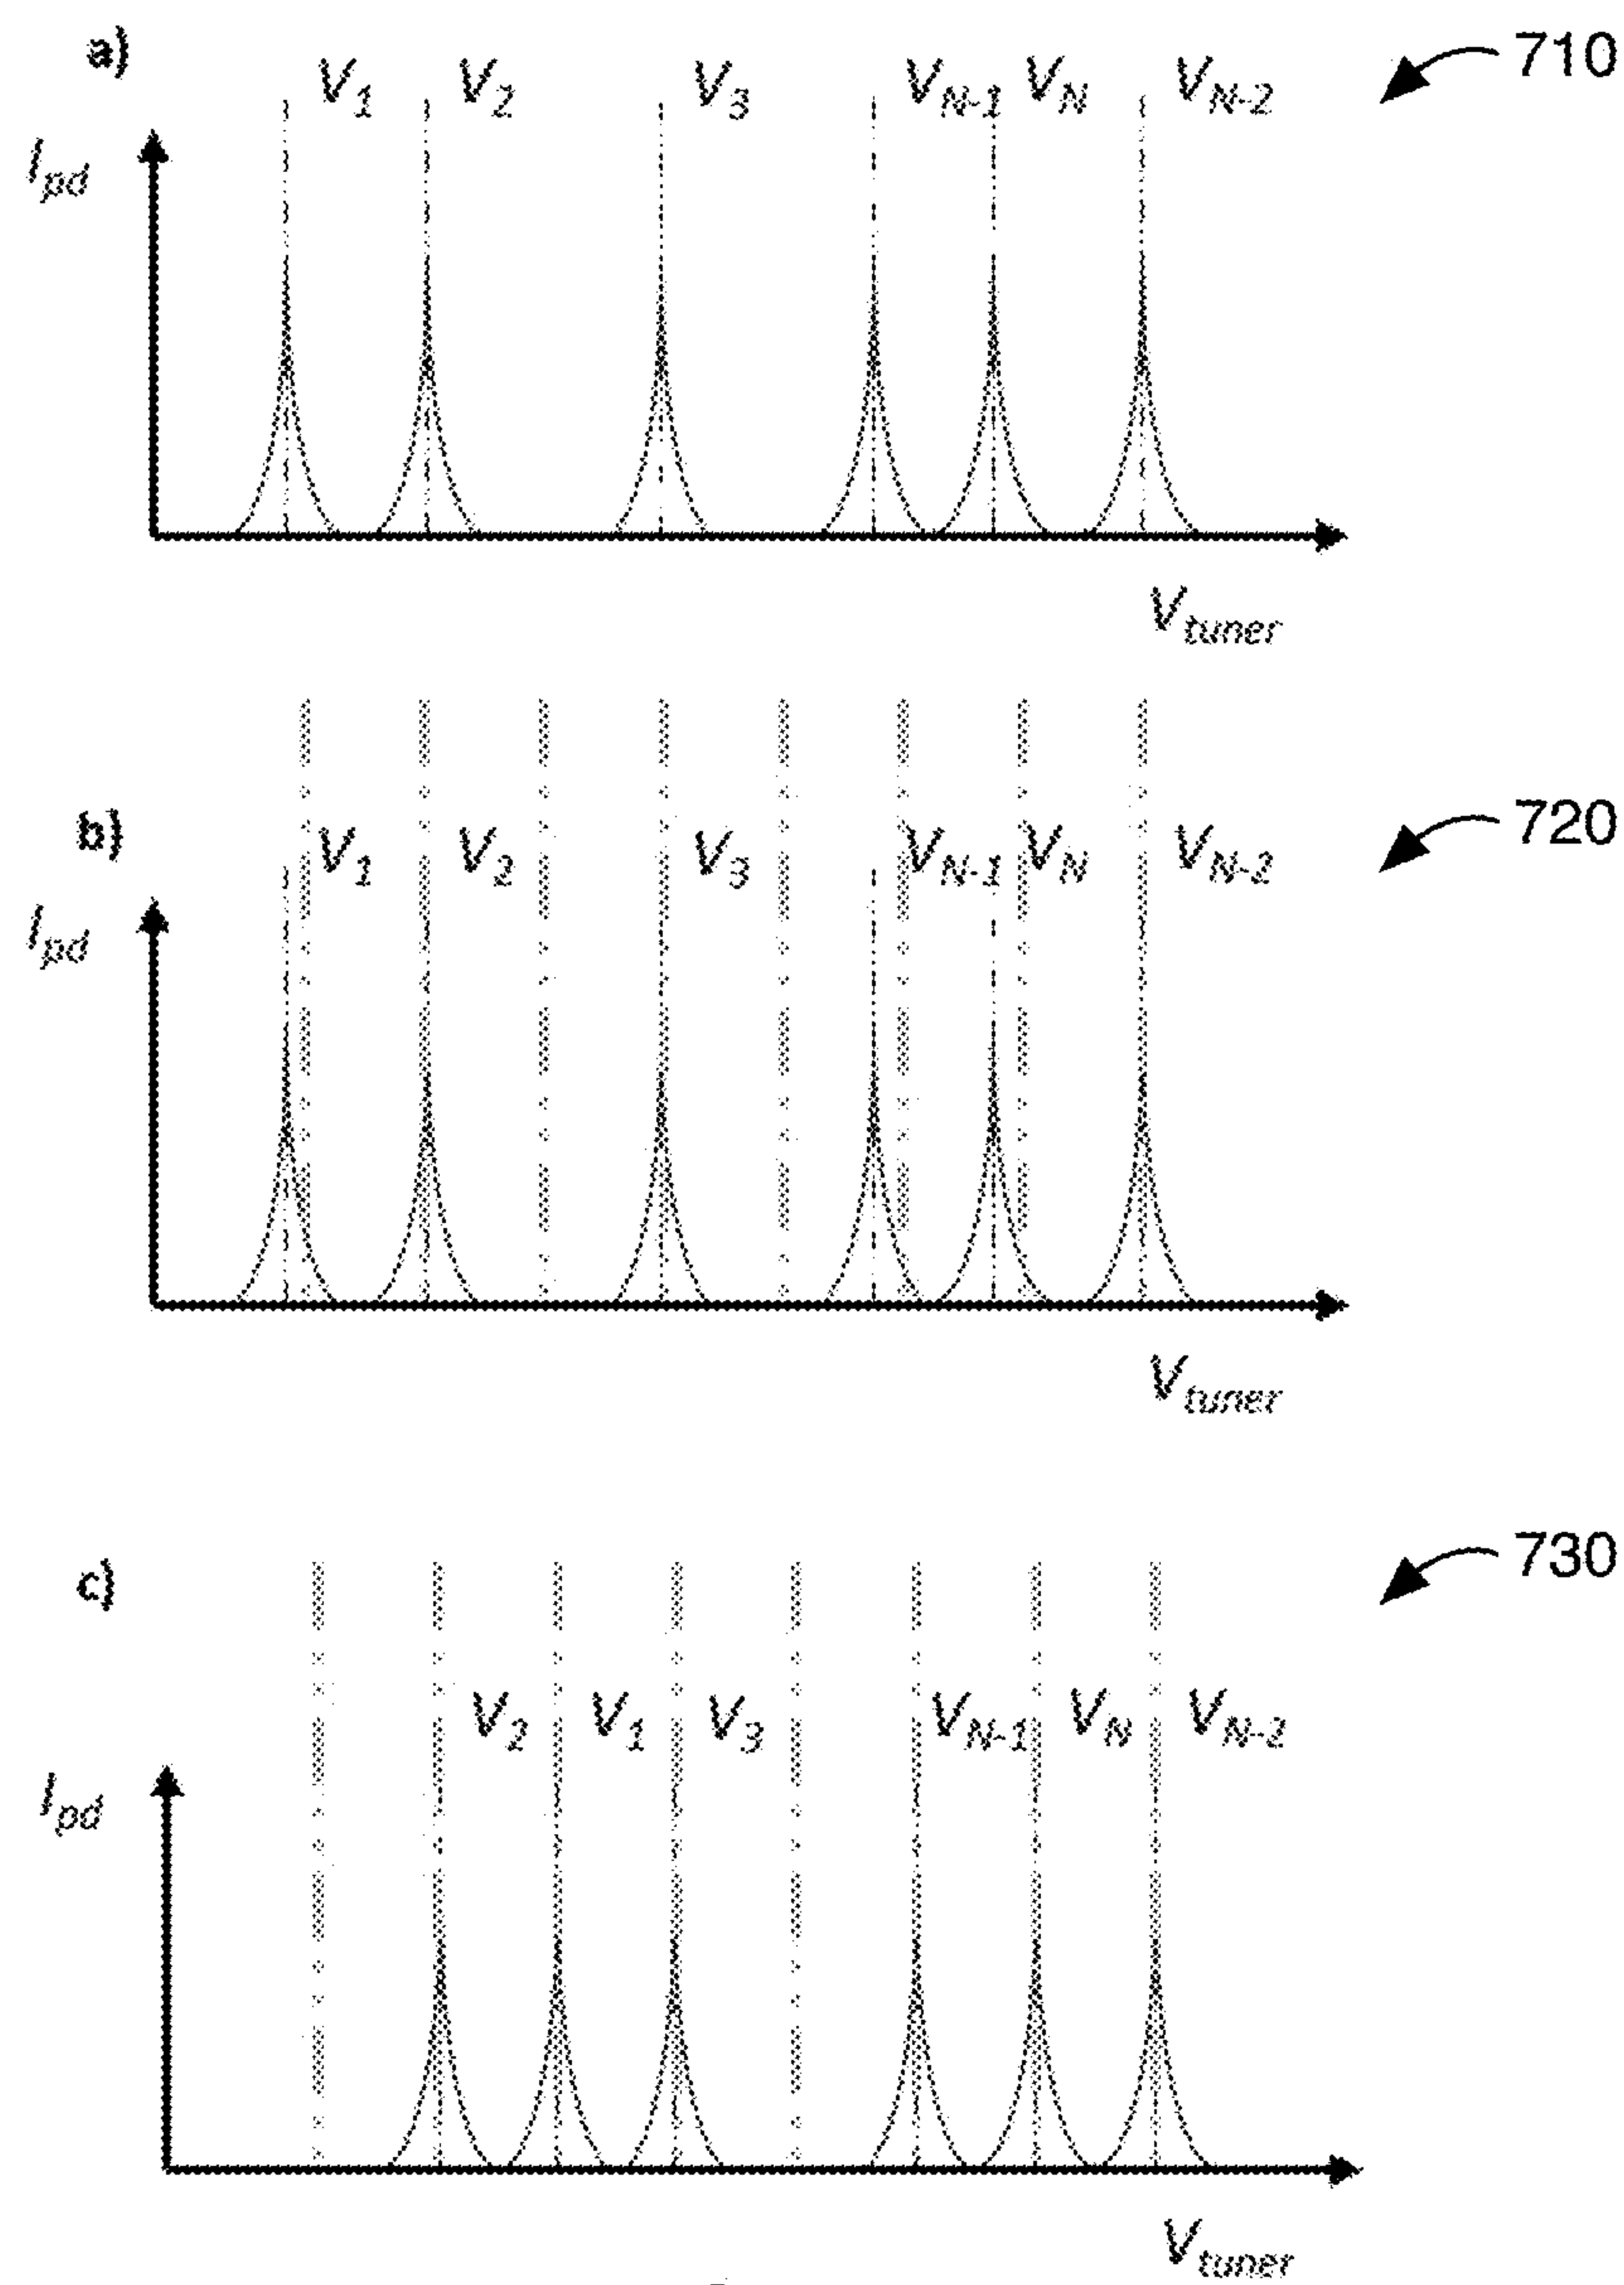 a) V1 V2 V3 VN-1 VN VN-2 710
Ipd
Vtuner
b) V1 V2 V3 VN-1 VN VN-2 720
Ipd
Vtuner
c) 730
V2 V1 V3 VN-1 VN VN-2
Ipd
Vtuner